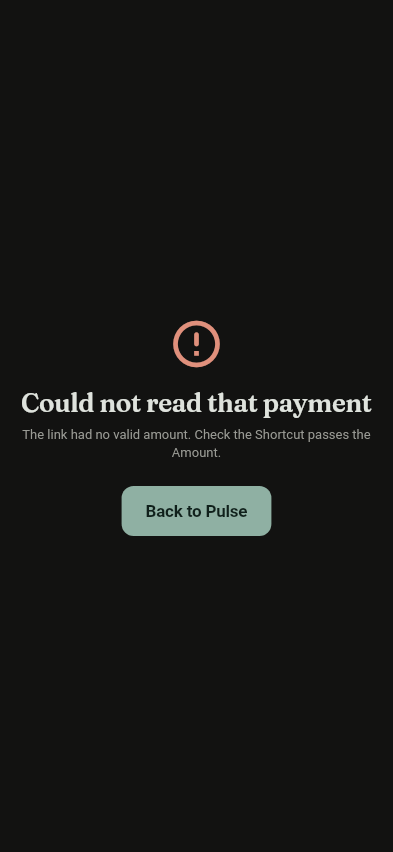 Could not read that payment
The link had no valid amount. Check the Shortcut passes the
Amount.
Back to Pulse